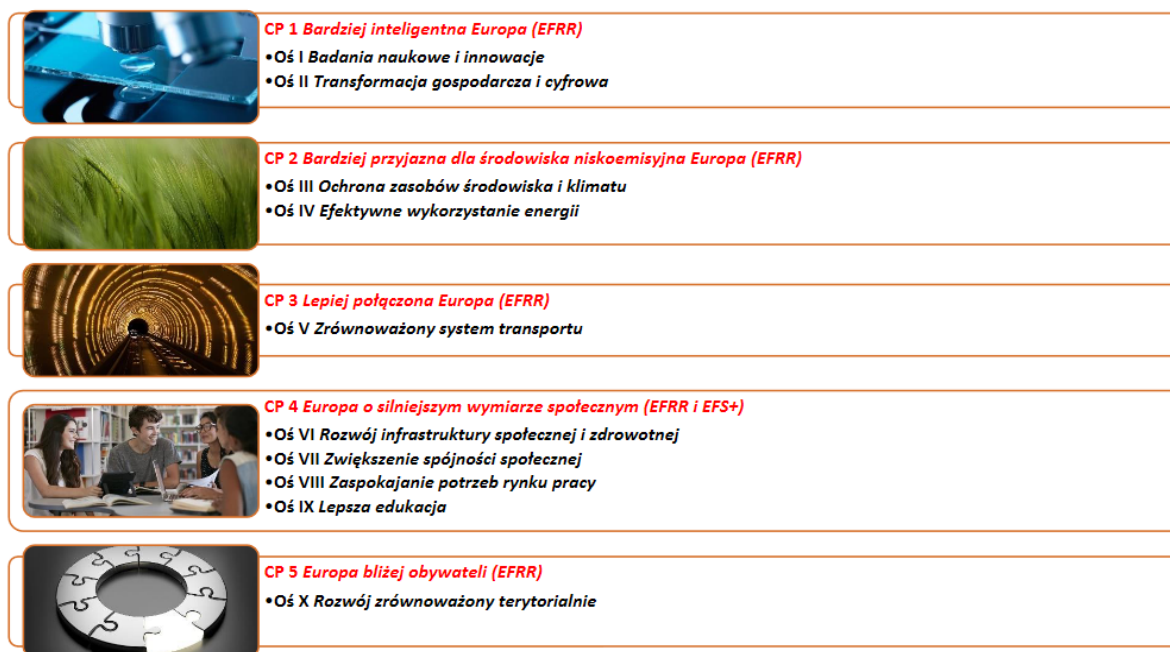 CP 1 Bardziej inteligentna Europa (EFRR)
•Oś I Badania naukowe i innowacje
•Oś II Transformacja gospodarcza i cyfrowa
CP 2 Bardziej przyjazna dla środowiska niskoemisyjna Europa (EFRR)
•Oś III Ochrona zasobów środowiska i klimatu
•Oś IV Efektywne wykorzystanie energii
CP 3 Lepiej połączona Europa (EFRR)
•Oś V Zrównoważony system transportu
CP 4 Europa o silniejszym wymiarze społecznym (EFRR i EFS+)
•Oś VI Rozwój infrastruktury społecznej i zdrowotnej
•Oś VII Zwiększenie spójności społecznej
•Oś VIII Zaspokajanie potrzeb rynku pracy
•Oś IX Lepsza edukacja
CP 5 Europa bliżej obywateli (EFRR)
•Oś X Rozwój zrównoważony terytorialnie